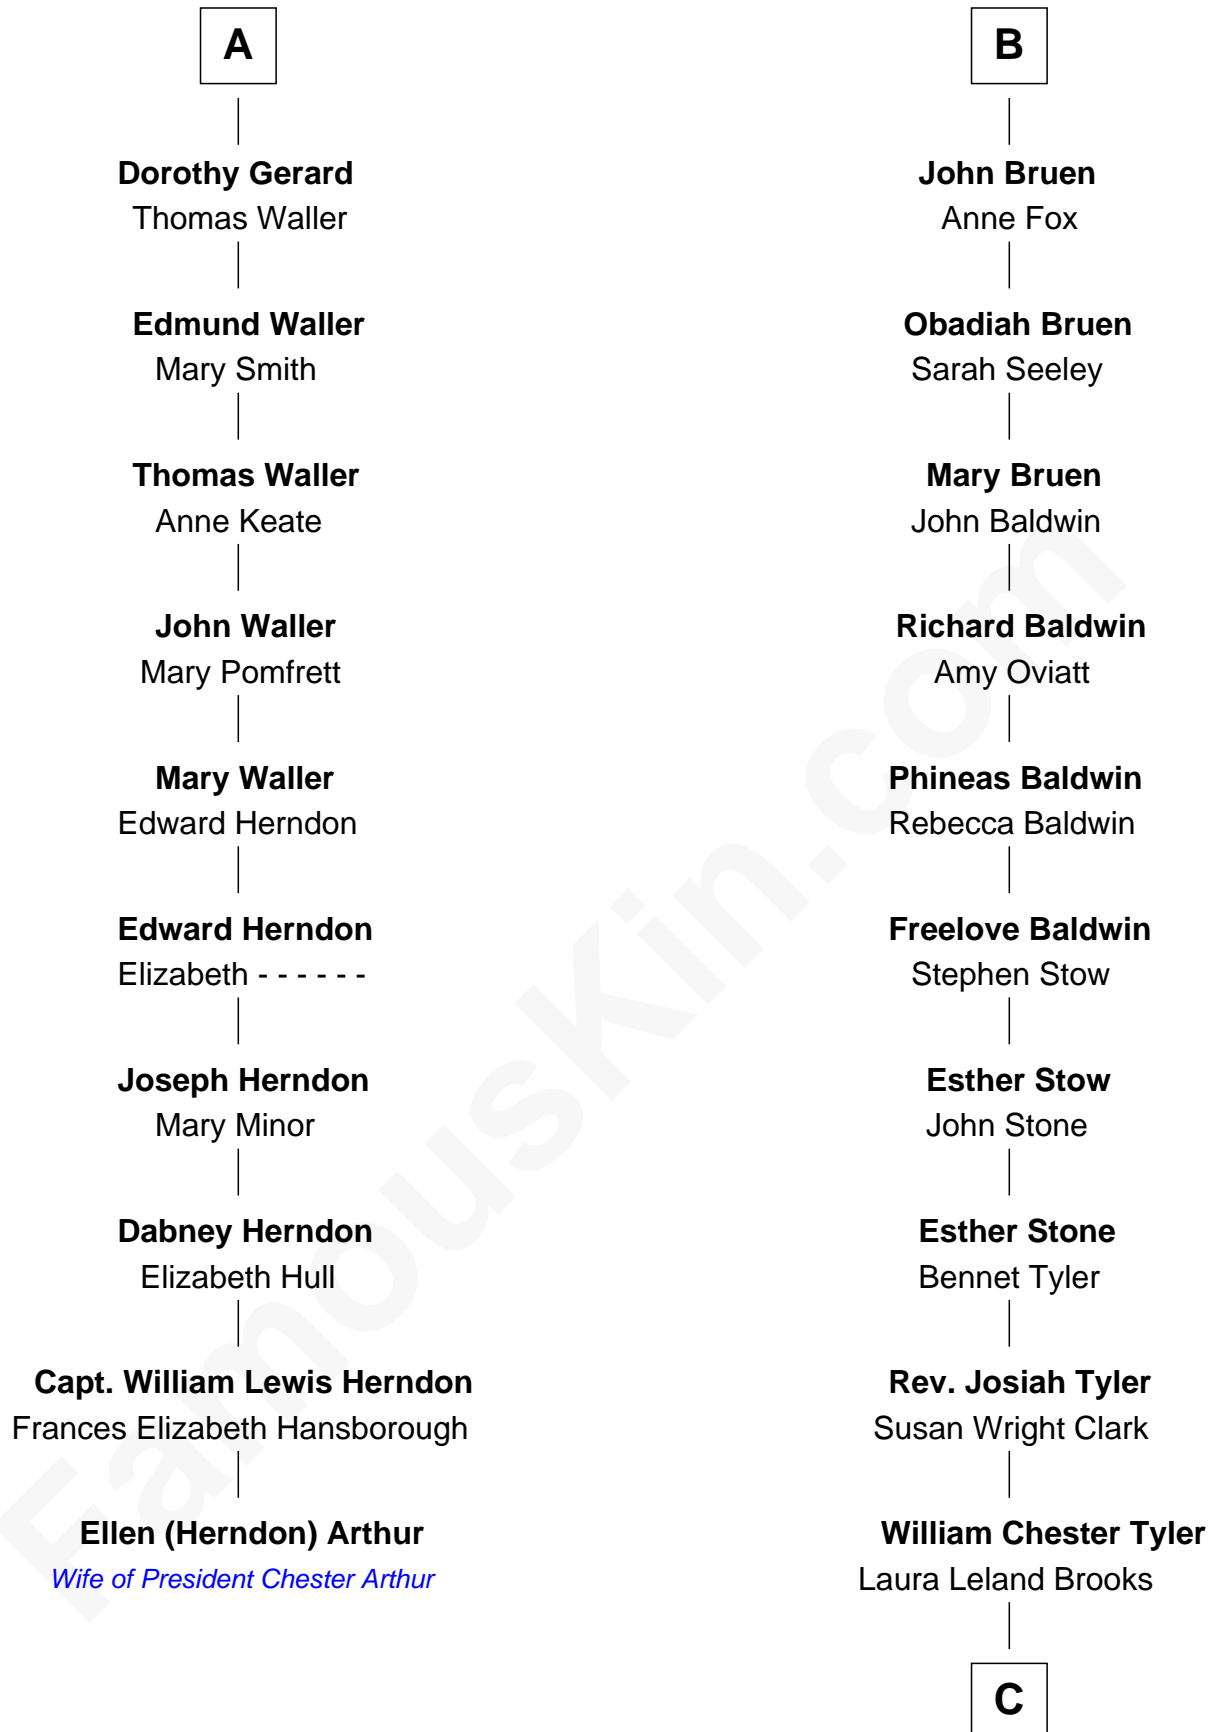 A
Dorothy Gerard
Thomas Waller
Edmund Waller
Mary Smith
Thomas Waller
Anne Keate
John Waller
Mary Pomfrett
Mary Waller
Edward Herndon
Edward Herndon
Elizabeth - - - - - -
Joseph Herndon
Mary Minor
Dabney Herndon
Elizabeth Hull
Capt. William Lewis Herndon
Frances Elizabeth Hansborough
Ellen (Herndon) Arthur
Wife of President Chester Arthur
B
John Bruen
Anne Fox
Obadiah Bruen
Sarah Seeley
Mary Bruen
John Baldwin
Richard Baldwin
Amy Oviatt
Phineas Baldwin
Rebecca Baldwin
Freelove Baldwin
Stephen Stow
Esther Stow
John Stone
Esther Stone
Bennet Tyler
Rev. Josiah Tyler
Susan Wright Clark
William Chester Tyler
Laura Leland Brooks
C
FamousKin.com